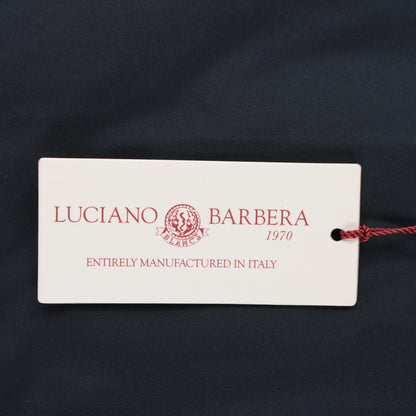 LUCIANO BARBERA
1970
ENTIRELY MANUFACTURED IN ITALY